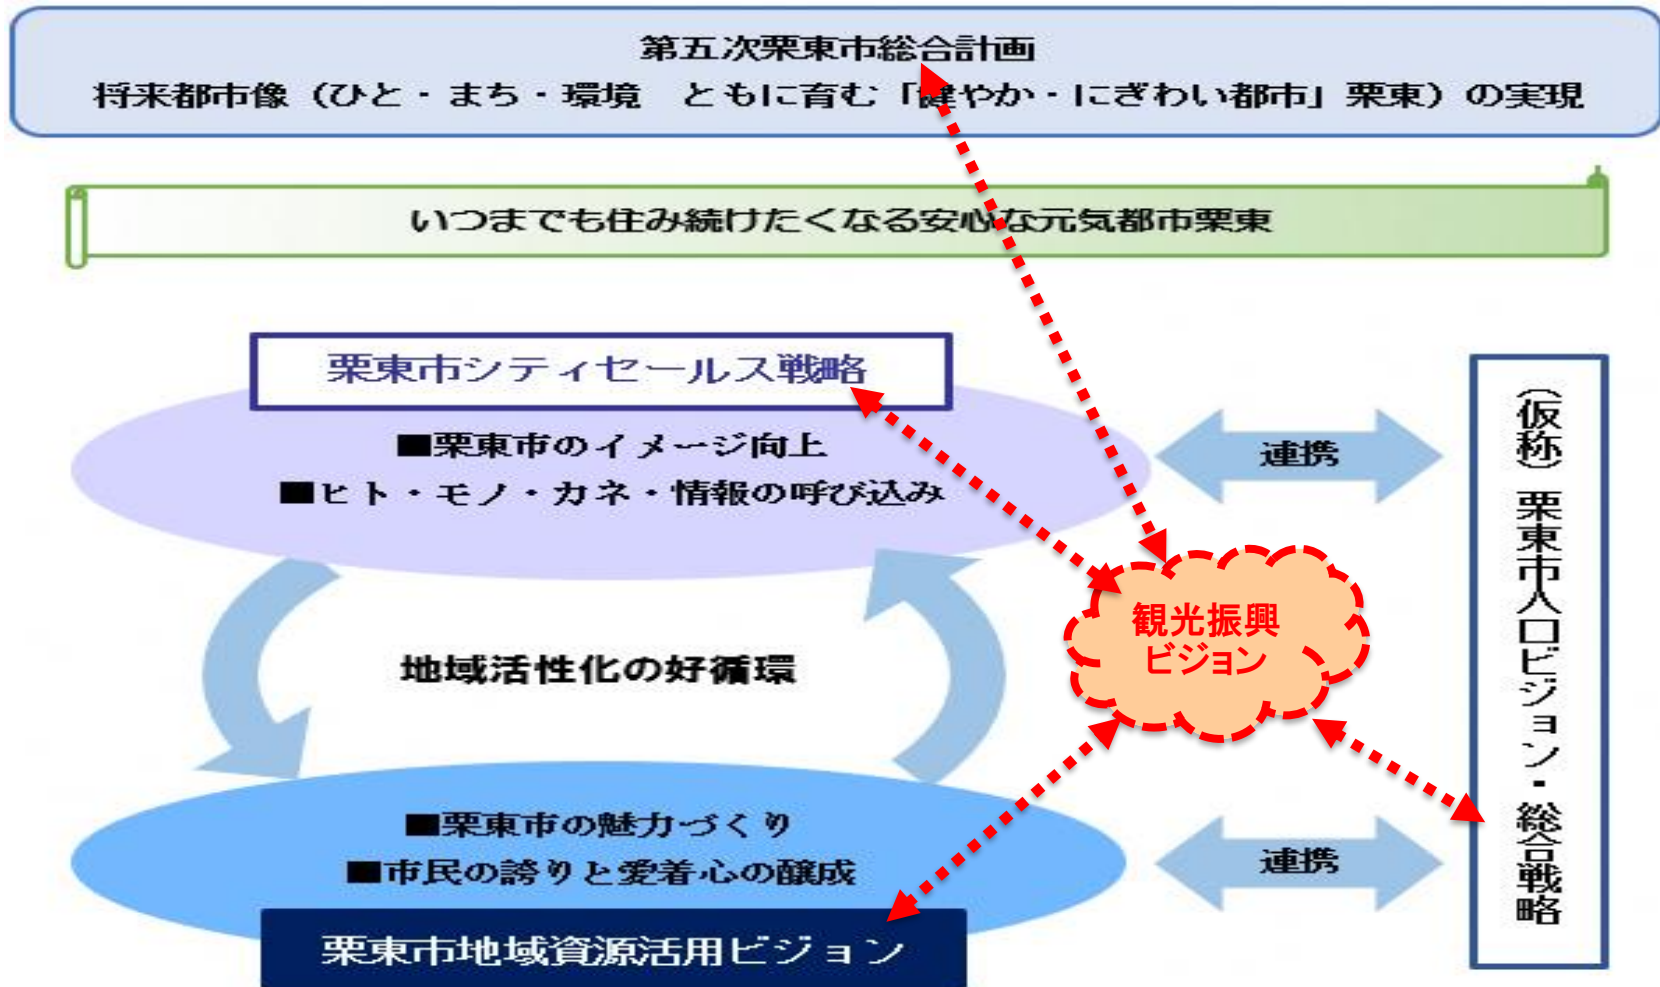 第五次栗東市総合計画
将来都市像（ひと・まち・環境　ともに育む「健やか・にぎわい都市」栗東）の実現
いつまでも住み続けたくなる安心な元気都市栗東
栗東市シティセールス戦略
■栗東市のイメージ向上
■ヒト・モノ・カネ・情報の呼び込み
連携
観光振興
ビジョン
地域活性化の好循環
■栗東市の魅力づくり
■市民の誇りと愛着心の醸成
連携
栗東市地域資源活用ビジョン
（仮称）栗東市人口ビジョン・総合戦略